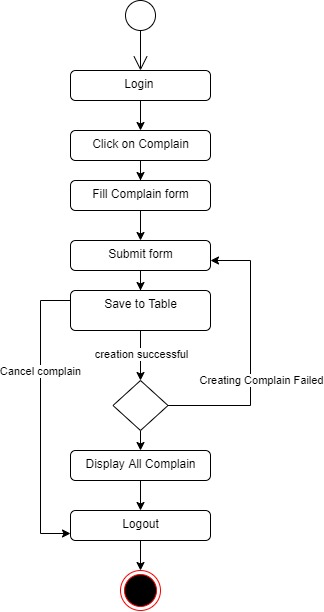 Login
Click on Complain
Fill Complain form
Submit form
Save to Table
creation successful
Cancel complain
Creating Complain Failed
Display All Complain
Logout